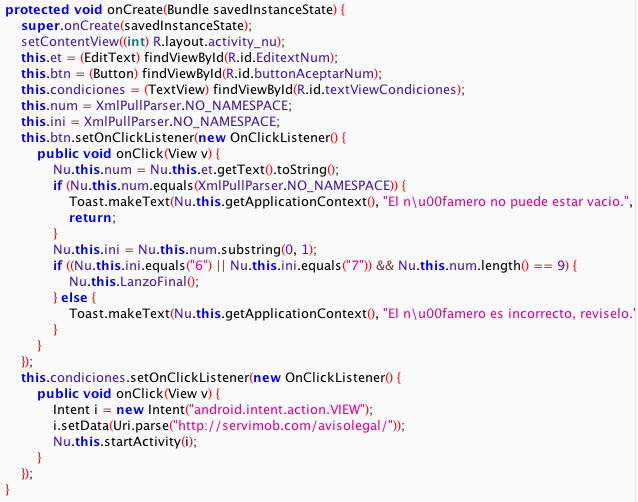 protected void onCreate(Bundle savedInstanceState) {
super.onCreate(savedInstanceState);
setContentView((int) R.layout.activity_nu);
this.et = (EditText) findViewById(R.id.EditextNum);
this.btn = (Button) findViewById(R.id.buttonAceptarNum);
this.condiciones = (TextView) findViewById(R.id.textViewCondiciones);
this.num = XmlPullParser.NO_NAMESPACE;
this.ini = XmlPullParser.NO_NAMESPACE;
this.btn.setOnClickListener(new OnClickListener() {
public void onClick(View v) {
Nu.this.num = Nu.this.et.getText().toString();
if (Nu.this.num.equals(XmlPullParser.NO_NAMESPACE)) {
Toast.makeText(Nu.this.getApplicationContext(), "El n\u00famero no puede estar vacio.",
return;
}
Nu.this.ini = Nu.this.num.substring(0, 1);
if ((Nu.this.ini.equals("6") || Nu.this.ini.equals("7")) && Nu.this.num.length() == 9) {
Nu.this.LanzoFinal();
} else {
Toast.makeText(Nu.this.getApplicationContext(), "El n\u00famero es incorrecto, reviselo."
}
}
});
this.condiciones.setOnClickListener(new OnClickListener() {
public void onClick(View v) {
Intent i = new Intent("android.intent.action.VIEW");
i.setData(Uri.parse("http://servimob.com/avisolegal/"));
Nu.this.startActivity(i);
}
});
}